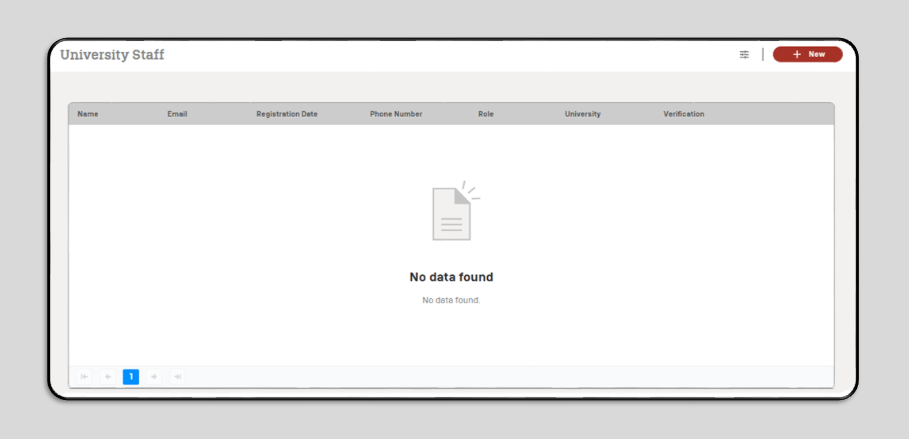 University Staff
+ New
Name Email Registration Date Phone Number Role University Verification
No data found
No data found.
1